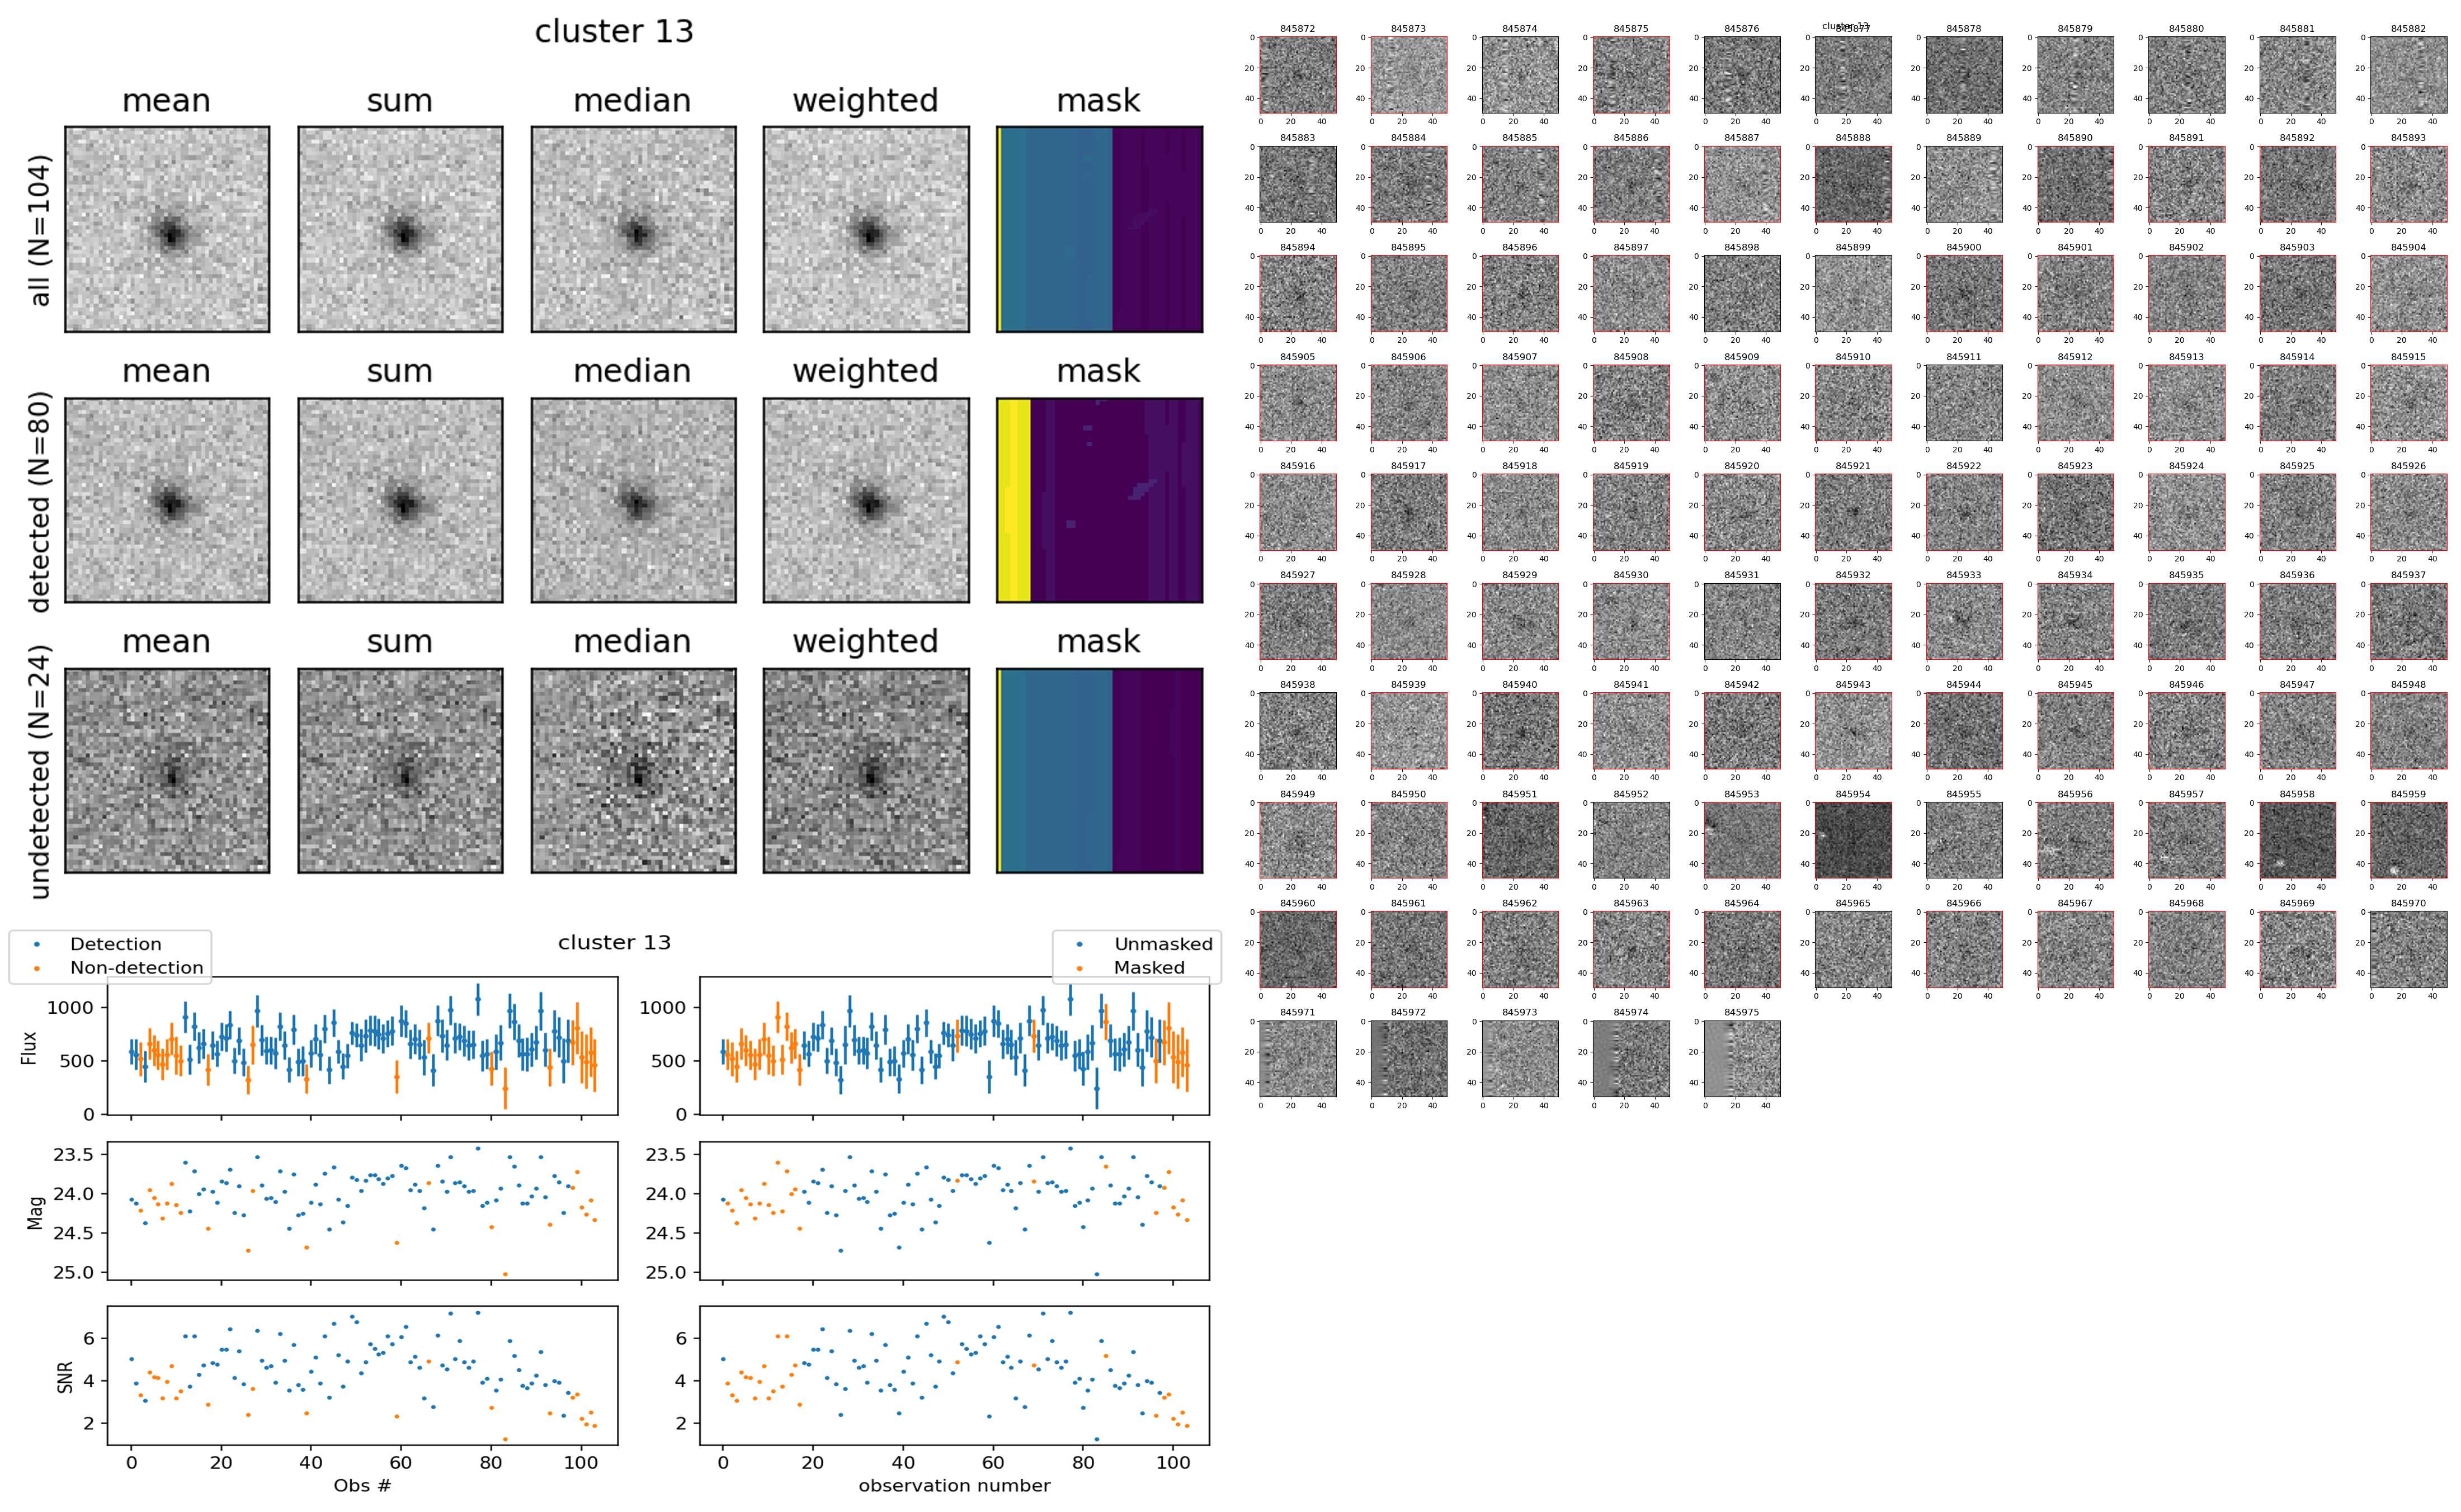 cluster 13
mean sum median weighted mask
all (N=104)
mean sum median weighted mask
detected (N=80)
mean sum median weighted mask
undetected (N=24)
Detection
Non-detection
cluster 13
Unmasked
Masked
Flux
1000
500
0
1000
500
0
Mag
23.5
24.0
24.5
25.0
23.5
24.0
24.5
25.0
SNR
6
4
2
6
4
2
0 20 40 60 80 100
Obs #
0 20 40 60 80 100
observation number
cluster 13
845872 845873 845874 845875 845876 845877 845878 845879 845880 845881 845882
845883 845884 845885 845886 845887 845888 845889 845890 845891 845892 845893
845894 845895 845896 845897 845898 845899 845900 845901 845902 845903 845904
845905 845906 845907 845908 845909 845910 845911 845912 845913 845914 845915
845916 845917 845918 845919 845920 845921 845922 845923 845924 845925 845926
845927 845928 845929 845930 845931 845932 845933 845934 845935 845936 845937
845938 845939 845940 845941 845942 845943 845944 845945 845946 845947 845948
845949 845950 845951 845952 845953 845954 845955 845956 845957 845958 845959
845960 845961 845962 845963 845964 845965 845966 845967 845968 845969 845970
845971 845972 845973 845974 845975